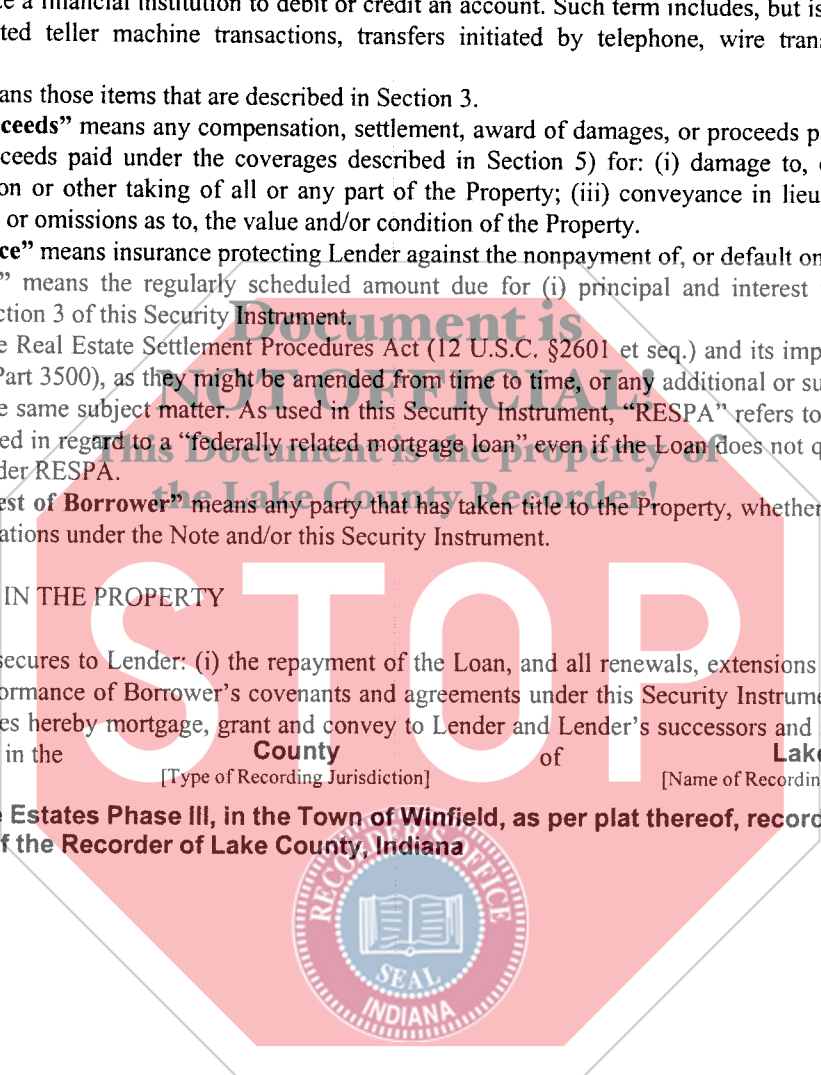 e a financial institution to debit or credit an account. Such term includes, but is
ted teller machine transactions, transfers initiated by telephone, wire tran
ans those items that are described in Section 3.
ceeds” means any compensation, settlement, award of damages, or proceeds p
ceeds paid under the coverages described in Section 5) for: (i) damage to,
on or other taking of all or any part of the Property; (iii) conveyance in lieu
or omissions as to, the value and/or condition of the Property.
ce” means insurance protecting Lender against the nonpayment of, or default on
” means the regularly scheduled amount due for (i) principal and interest
ction 3 of this Security Instrument.
Document is
e Real Estate Settlement Procedures Act (12 U.S.C. §2601 et seq.) and its imp
Part 3500), as they might be amended from time to time, or any additional or su
NOT OFFICIAL!
e same subject matter. As used in this Security Instrument, “RESPA” refers to
ed in regard to a “federally related mortgage loan” even if the Loan does not q
This Document is the property of
der RESPA.
the Lake County Recorder!
est of Borrower” means any party that has taken title to the Property, whether
ations under the Note and/or this Security Instrument.
IN THE PROPERTY
STOP
secures to Lender: (i) the repayment of the Loan, and all renewals, extensions
ormance of Borrower’s covenants and agreements under this Security Instrume
es hereby mortgage, grant and convey to Lender and Lender’s successors and
in the County of Lake
[Type of Recording Jurisdiction] [Name of Recordin
Estates Phase III, in the Town of Winfield, as per plat thereof, record
f the Recorder of Lake County, Indiana
RECORDER'S OFFICE
SEAL
INDIANA